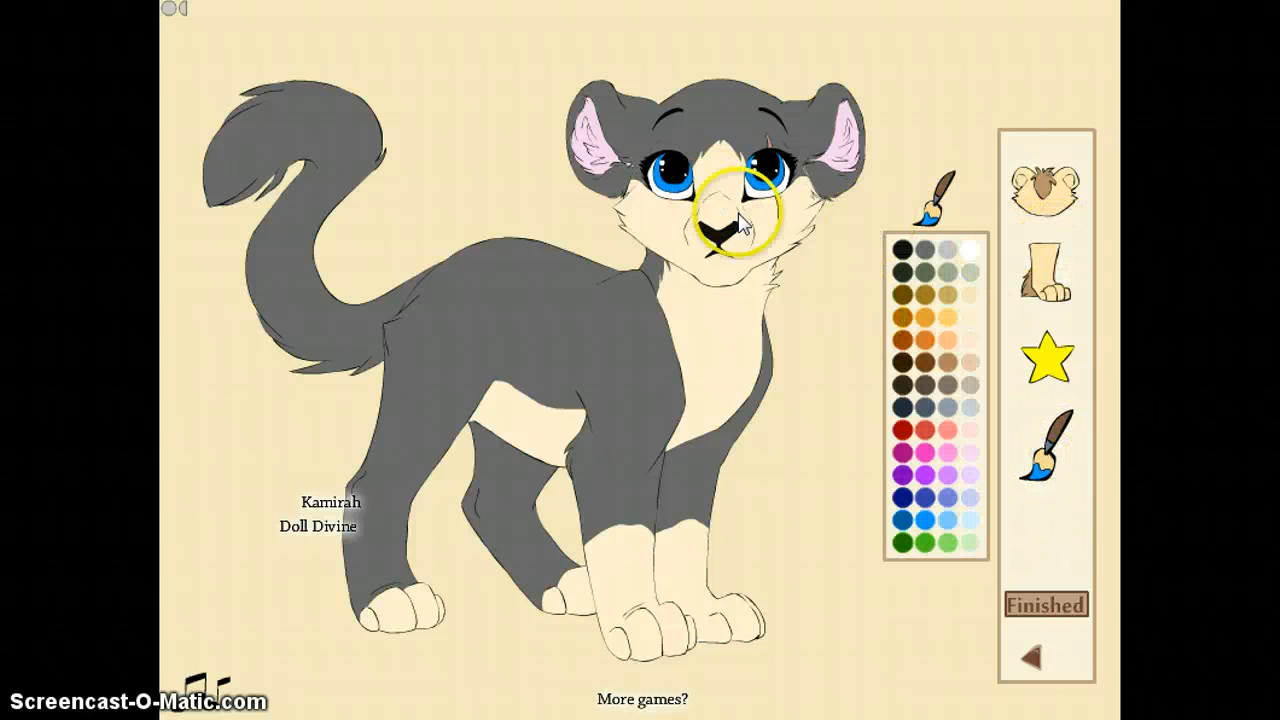 Kamirah
Doll Divine
Finished
More games?
Screencast-O-Matic.com